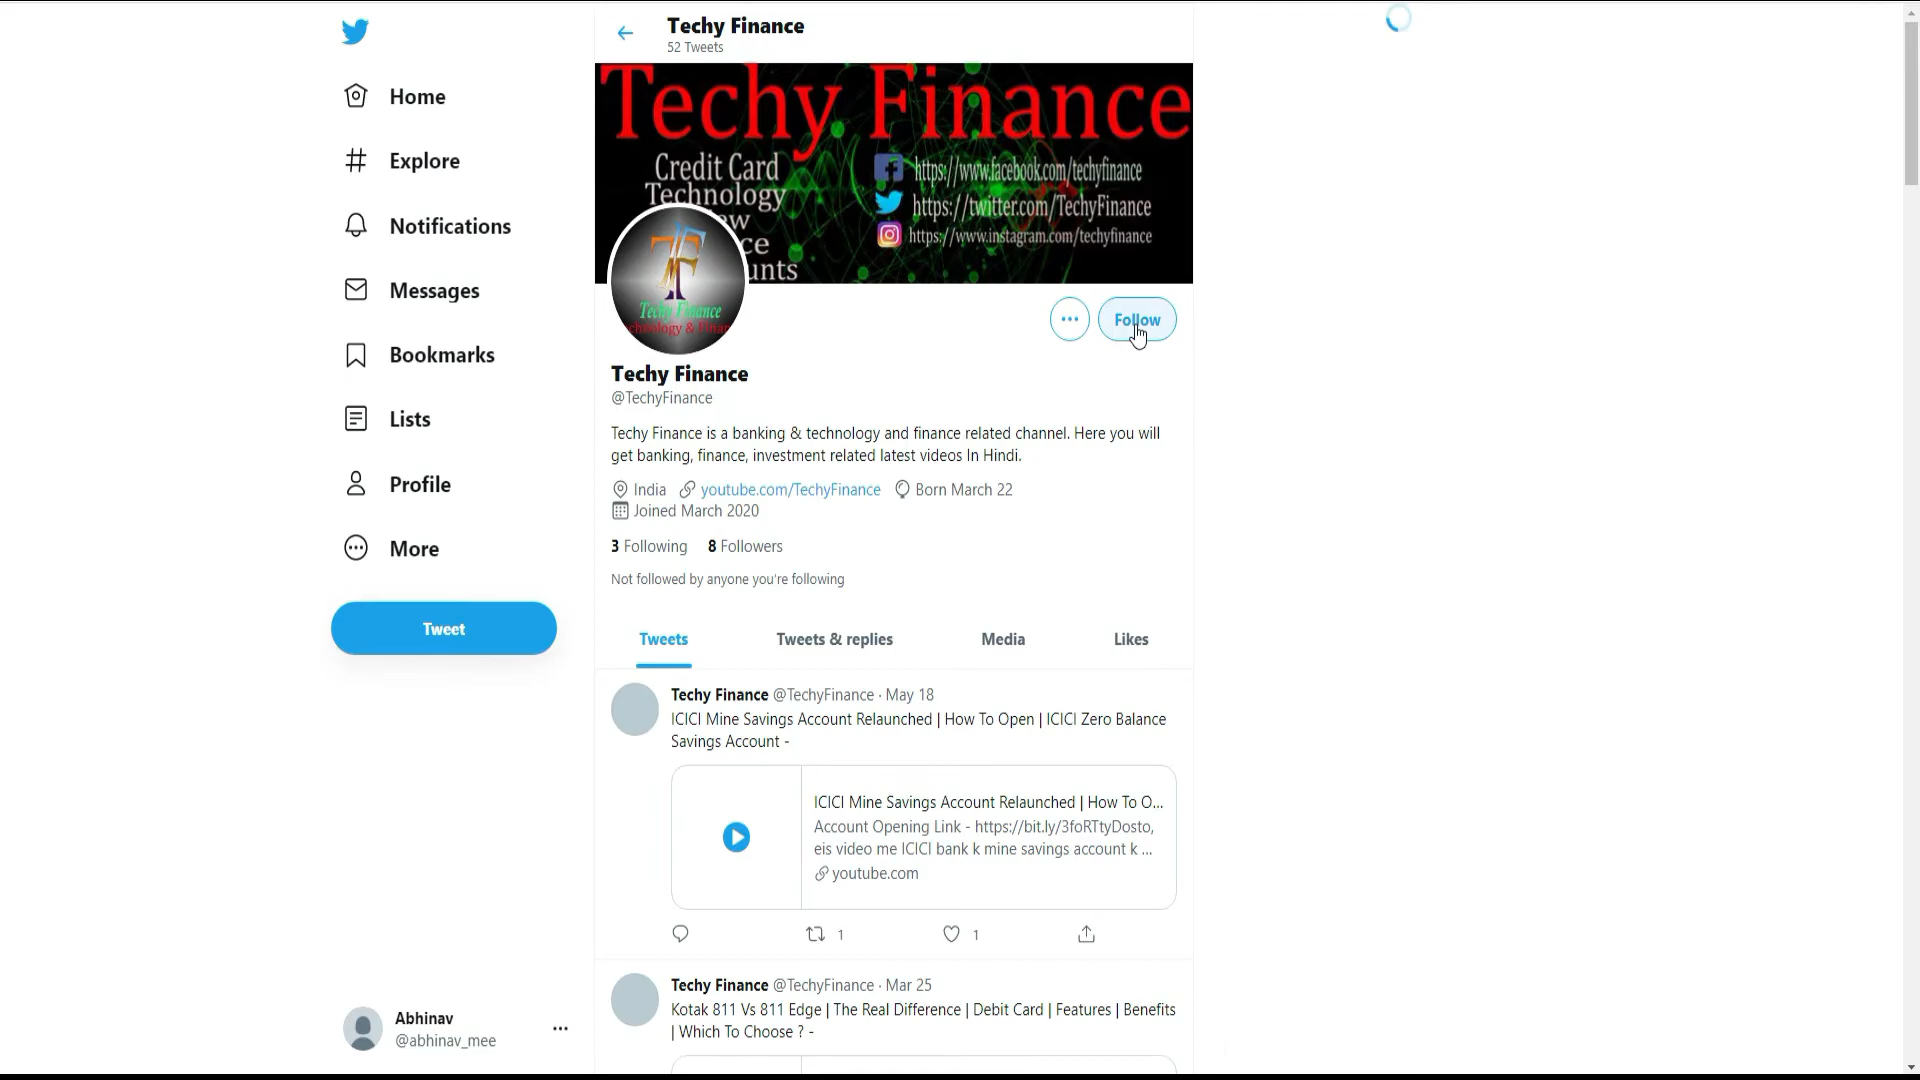 Techy Finance
52 Tweets
Home
Explore
Notifications
Messages
Bookmarks
Lists
Profile
More
Tweet
Abhinav
@abhinav_mee
Techy Finance
Credit Card
Technology
https://www.facebook.com/techyfinance
https://twitter.com/TechyFinance
https://www.instagram.com/techyfinance
TF
Techy Finance
Follow
Techy Finance
@TechyFinance
Techy Finance is a banking & technology and finance related channel. Here you will
get banking, finance, investment related latest videos In Hindi.
India youtube.com/TechyFinance Born March 22
Joined March 2020
3 Following 8 Followers
Not followed by anyone you're following
Tweets Tweets & replies Media Likes
Techy Finance @TechyFinance · May 18
ICICI Mine Savings Account Relaunched | How To Open | ICICI Zero Balance
Savings Account -
ICICI Mine Savings Account Relaunched | How To O...
Account Opening Link - https://bit.ly/3foRTtyDosto,
eis video me ICICI bank k mine savings account k ...
youtube.com
1 1
Techy Finance @TechyFinance · Mar 25
Kotak 811 Vs 811 Edge | The Real Difference | Debit Card | Features | Benefits
| Which To Choose ? -